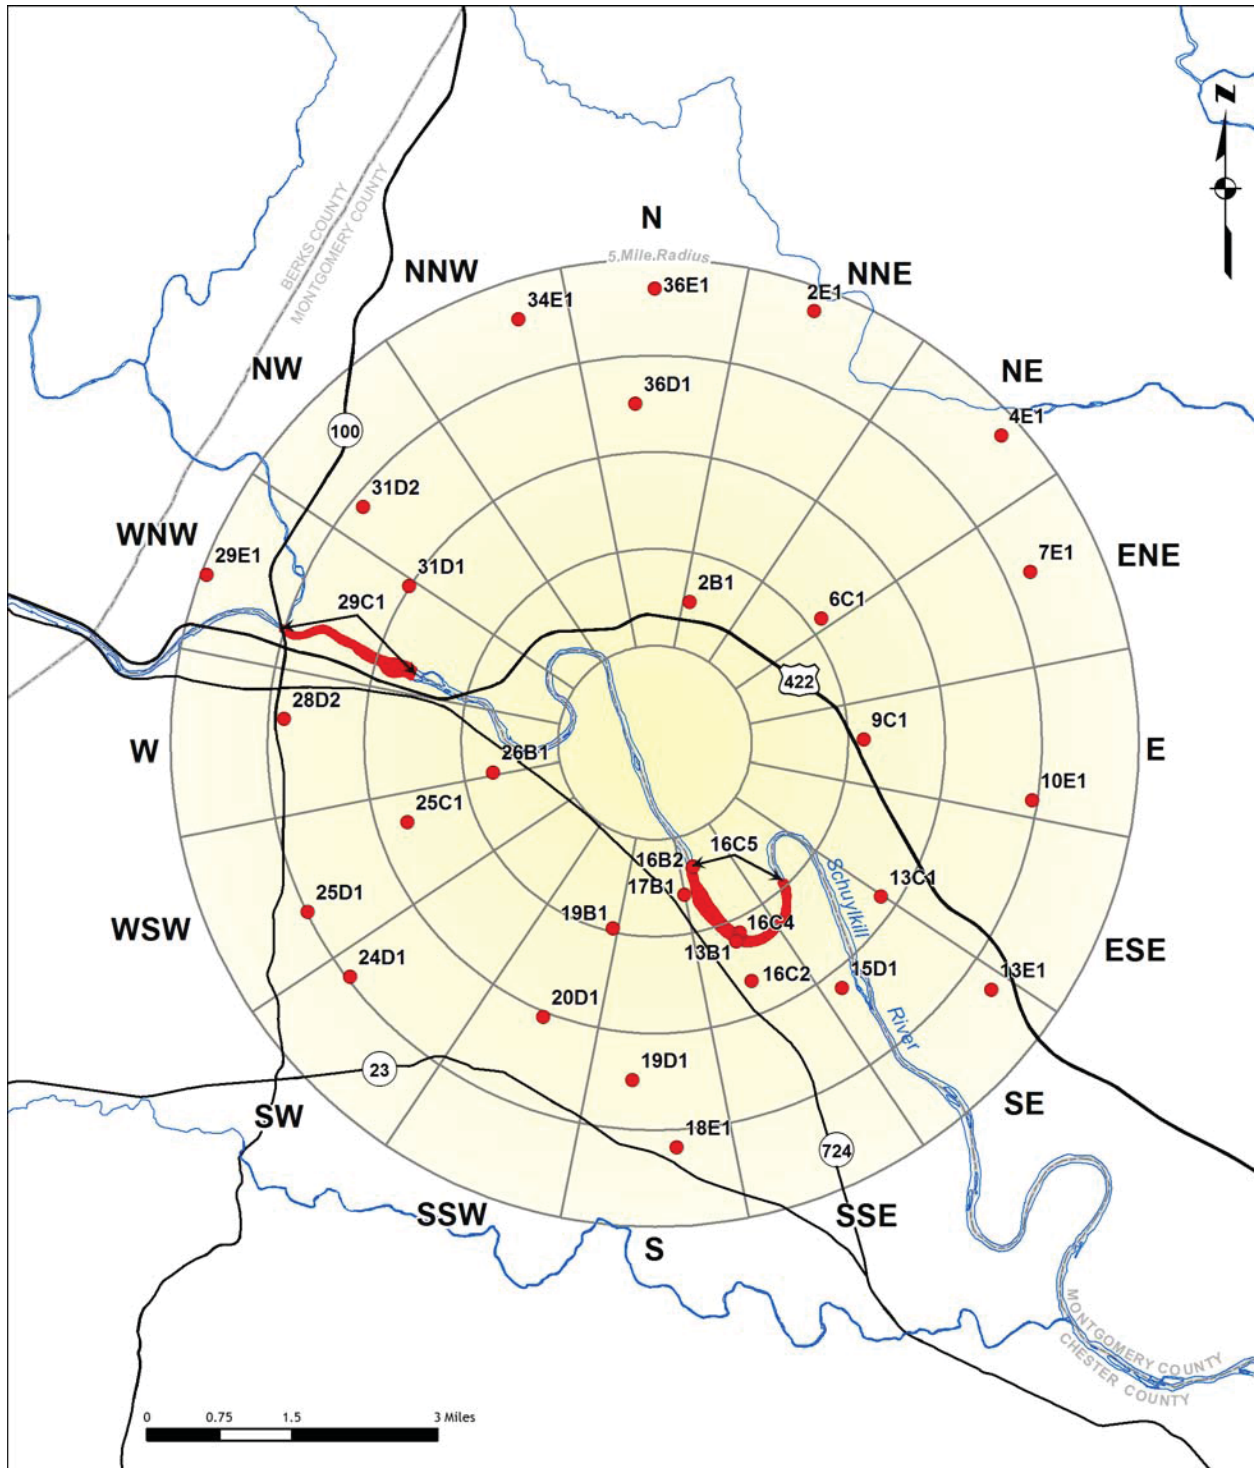 N
BERKS COUNTY
MONTGOMERY COUNTY
N
5 Mile Radius
NNW
NNE
36E1
2E1
34E1
NW
NE
36D1
4E1
100
31D2
WNW
29E1
ENE
7E1
31D1
2B1
29C1
6C1
422
28D2
9C1
W
E
26B1
10E1
25C1
16C5
16B2
Schuylkill
13C1
17B1
25D1
19B1
16C4
WSW
13B1
ESE
24D1
16C2
15D1
13E1
20D1
River
19D1
23
SW
SE
18E1
724
SSW
SSE
S
MONTGOMERY COUNTY
CHESTER COUNTY
0 0.75 1.5 3 Miles